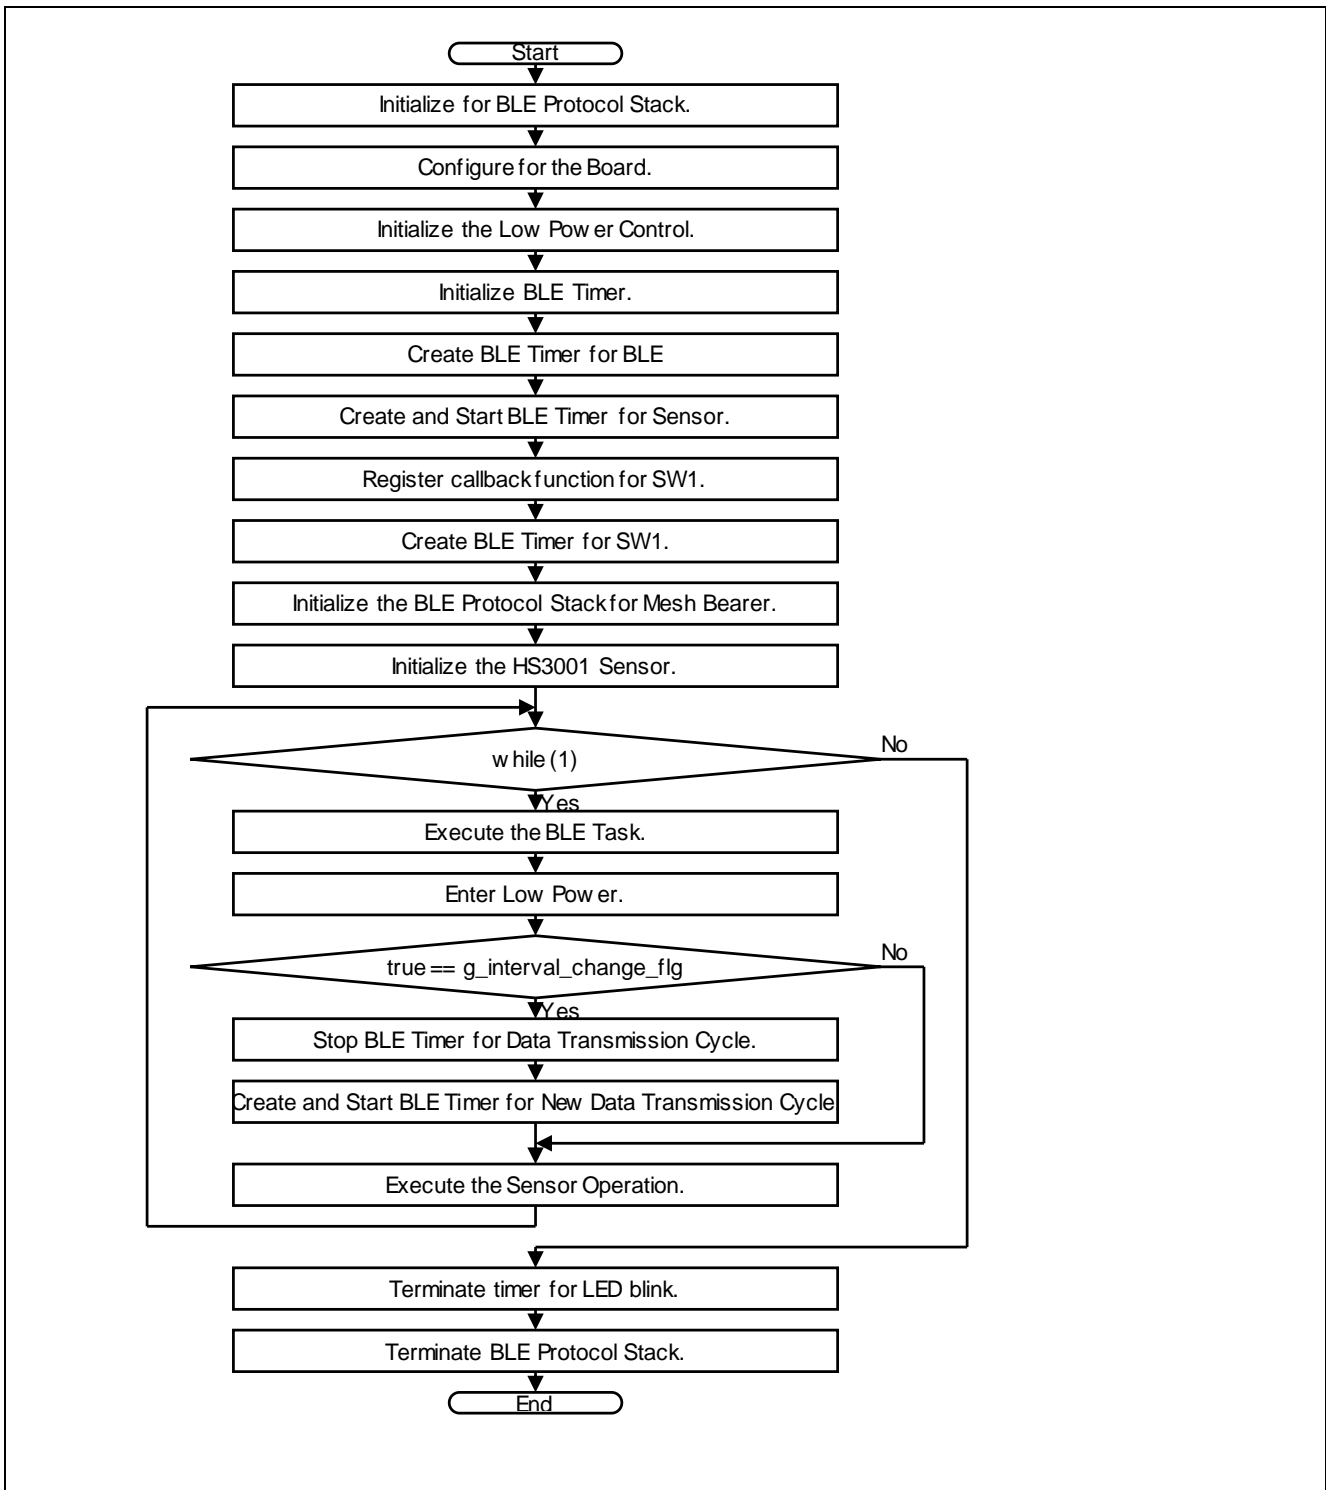 Start
Initialize for BLE Protocol Stack.
Configure for the Board.
Initialize the Low Power Control.
Initialize BLE Timer.
Create BLE Timer for BLE
Create and Start BLE Timer for Sensor.
Register callback function for SW1.
Create BLE Timer for SW1.
Initialize the BLE Protocol Stack for Mesh Bearer.
Initialize the HS3001 Sensor.
No
while (1)
Yes
Execute the BLE Task.
Enter Low Power.
No
true == g_interval_change_flg
Yes
Stop BLE Timer for Data Transmission Cycle.
Create and Start BLE Timer for New Data Transmission Cycle
Execute the Sensor Operation.
Terminate timer for LED blink.
Terminate BLE Protocol Stack.
End